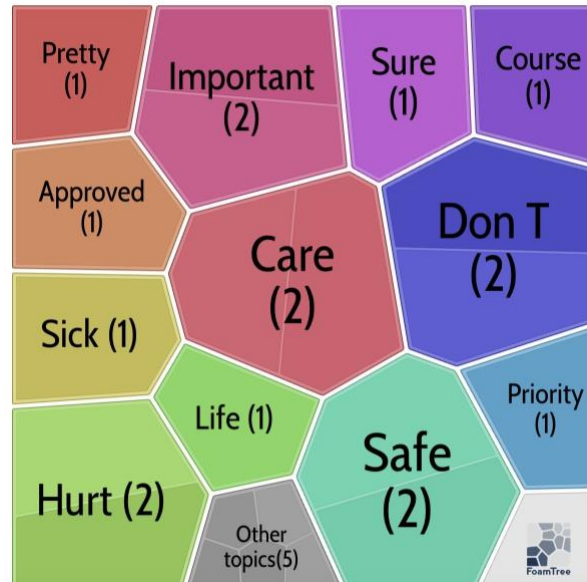 Pretty
(1)
Important
(2)
Sure
(1)
Course
(1)
Approved
(1)
Care
(2)
Don T
(2)
Sick (1)
Life (1)
Priority
(1)
Hurt (2)
Safe
(2)
Other
topics(5)
FoamTree